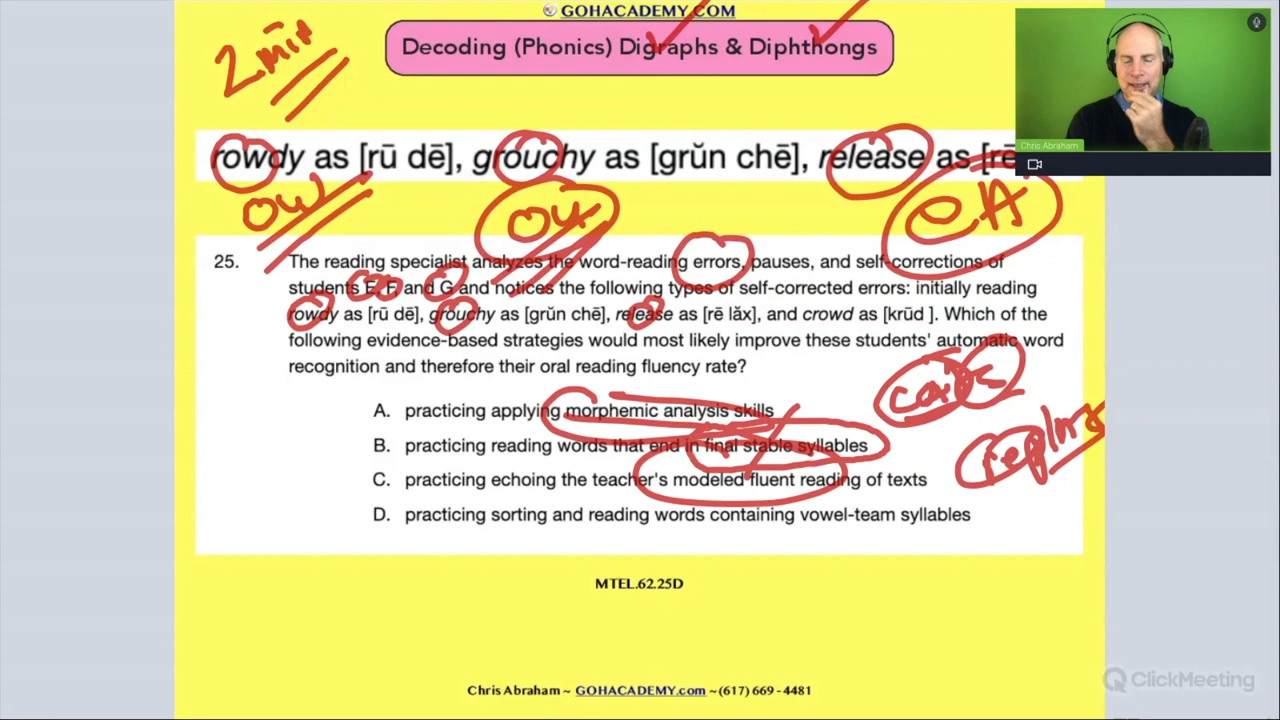 GOHACADEMY.COM
Decoding (Phonics) Digraphs & Diphthongs
2 min
rowdy as [rū dē], grouchy as [grŭn chē], release as [rē
ow
ou
eA
Chris Abraham
25. The reading specialist analyzes the word-reading errors, pauses, and self-corrections of
students E, F, and G and notices the following types of self-corrected errors: initially reading
rowdy as [rū dē], grouchy as [grŭn chē], release as [rē lăx], and crowd as [krūd ]. Which of the
following evidence-based strategies would most likely improve these students' automatic word
recognition and therefore their oral reading fluency rate?
A. practicing applying morphemic analysis skills
B. practicing reading words that end in final stable syllables
C. practicing echoing the teacher's modeled fluent reading of texts
D. practicing sorting and reading words containing vowel-team syllables
MTEL.62.25D
Chris Abraham ~ GOHACADEMY.com ~(617) 669 - 4481
ClickMeeting